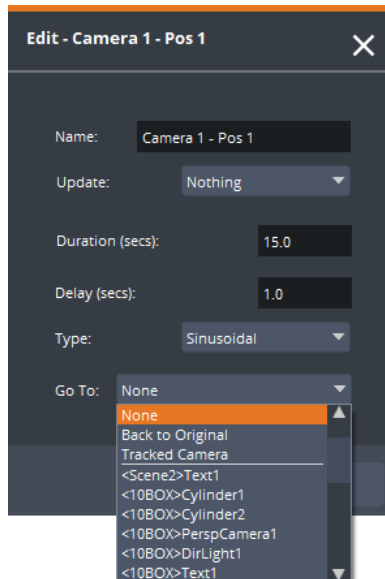 Edit - Camera 1 - Pos 1
Name: Camera 1 - Pos 1
Update: Nothing
Duration (secs): 15.0
Delay (secs): 1.0
Type: Sinusoidal
Go To: None
None
Back to Original
Tracked Camera
<Scene2>Text1
<10BOX>Cylinder1
<10BOX>Cylinder2
<10BOX>PerspCamera1
<10BOX>DirLight1
<10BOX>Text1